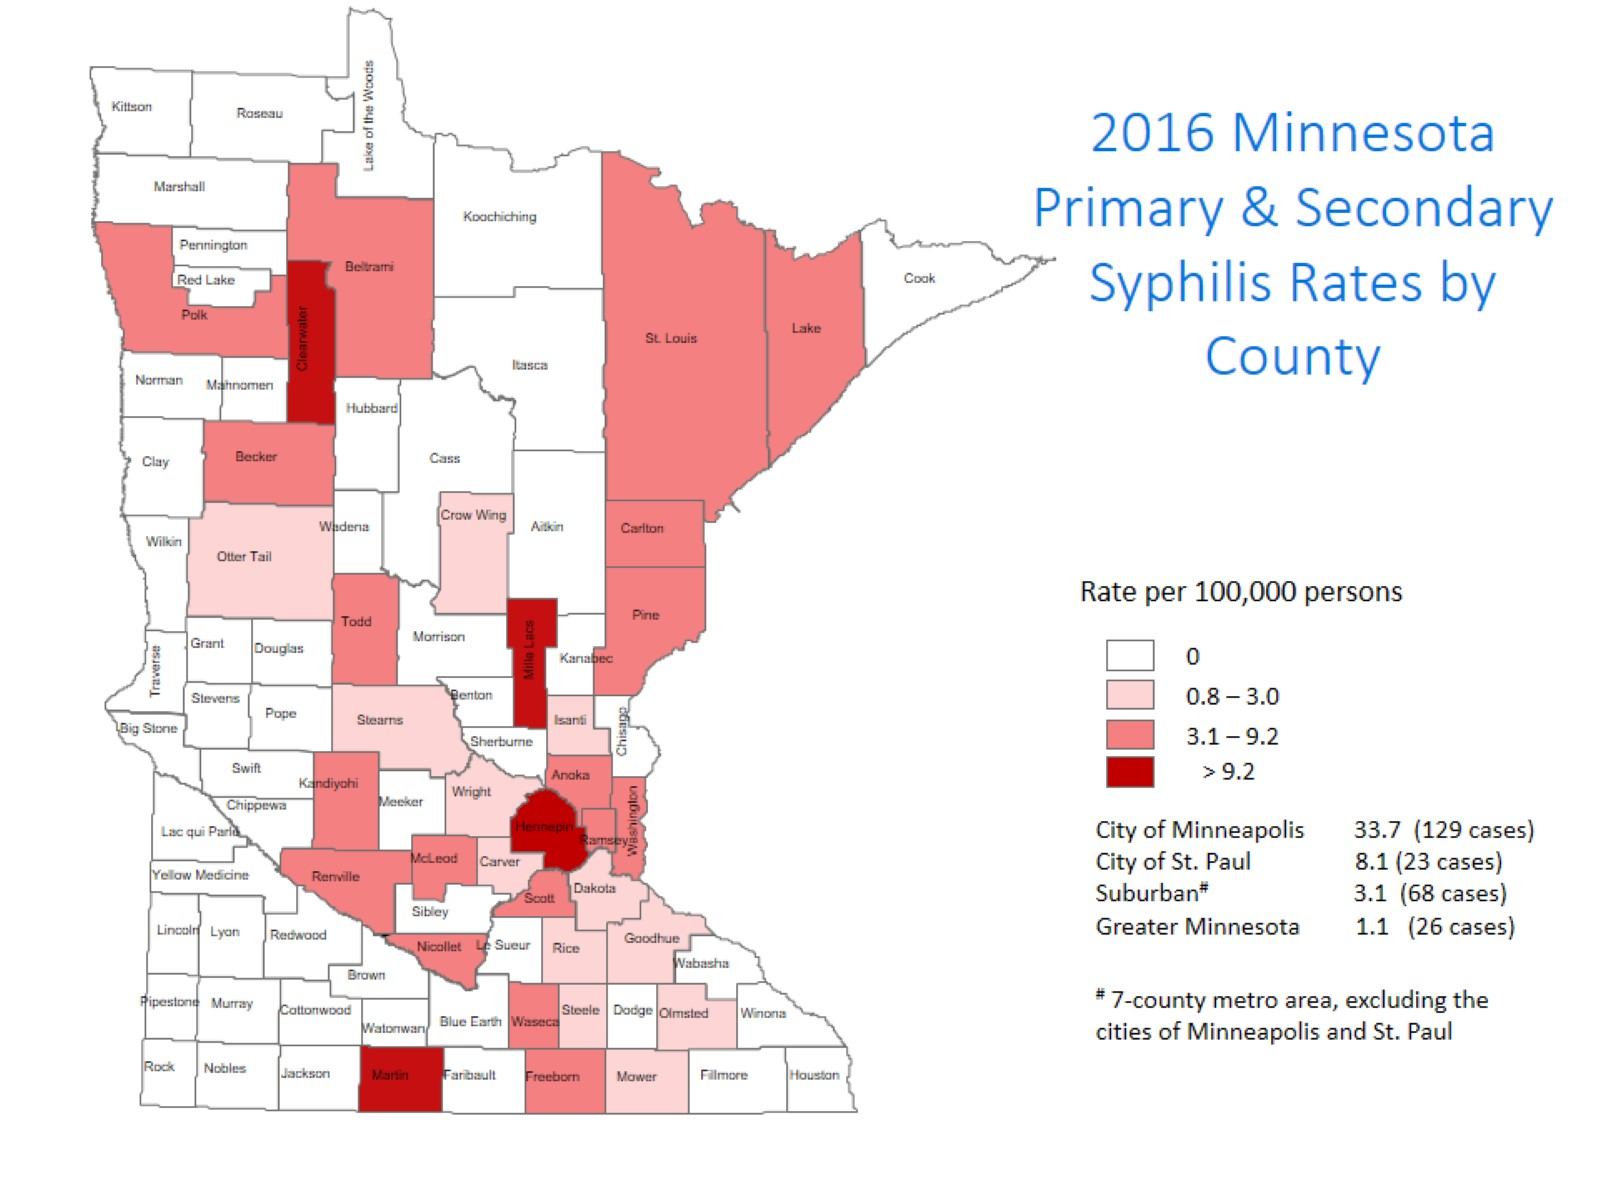 2016 Minnesota
Primary & Secondary
Syphilis Rates by
County
Kittson
Roseau
Lake of the Woods
Marshall
Koochiching
Pennington
Beltrami
Red Lake
Cook
Polk
Clearwater
St. Louis
Lake
Itasca
Norman
Mahnomen
Hubbard
Clay
Becker
Cass
Crow Wing
Wadena
Aitkin
Carlton
Wilkin
Otter Tail
Todd
Pine
Morrison
Mille Lacs
Grant
Douglas
Kanabec
Traverse
Stevens
Pope
Benton
Stearns
Isanti
Chisago
Big Stone
Sherburne
Swift
Kandiyohi
Anoka
Chippewa
Meeker
Wright
Washington
Lac qui Parle
Hennepin
Ramsey
McLeod
Carver
Yellow Medicine
Renville
Dakota
Scott
Sibley
Lincoln
Lyon
Redwood
Nicollet
Le Sueur
Rice
Goodhue
Wabasha
Brown
Pipestone
Murray
Cottonwood
Watonwan
Blue Earth
Waseca
Steele
Dodge
Olmsted
Winona
Rock
Nobles
Jackson
Martin
Faribault
Freeborn
Mower
Fillmore
Houston
Rate per 100,000 persons
0
0.8 – 3.0
3.1 – 9.2
> 9.2
City of Minneapolis 33.7 (129 cases)
City of St. Paul 8.1 (23 cases)
Suburban# 3.1 (68 cases)
Greater Minnesota 1.1 (26 cases)
# 7-county metro area, excluding the
cities of Minneapolis and St. Paul